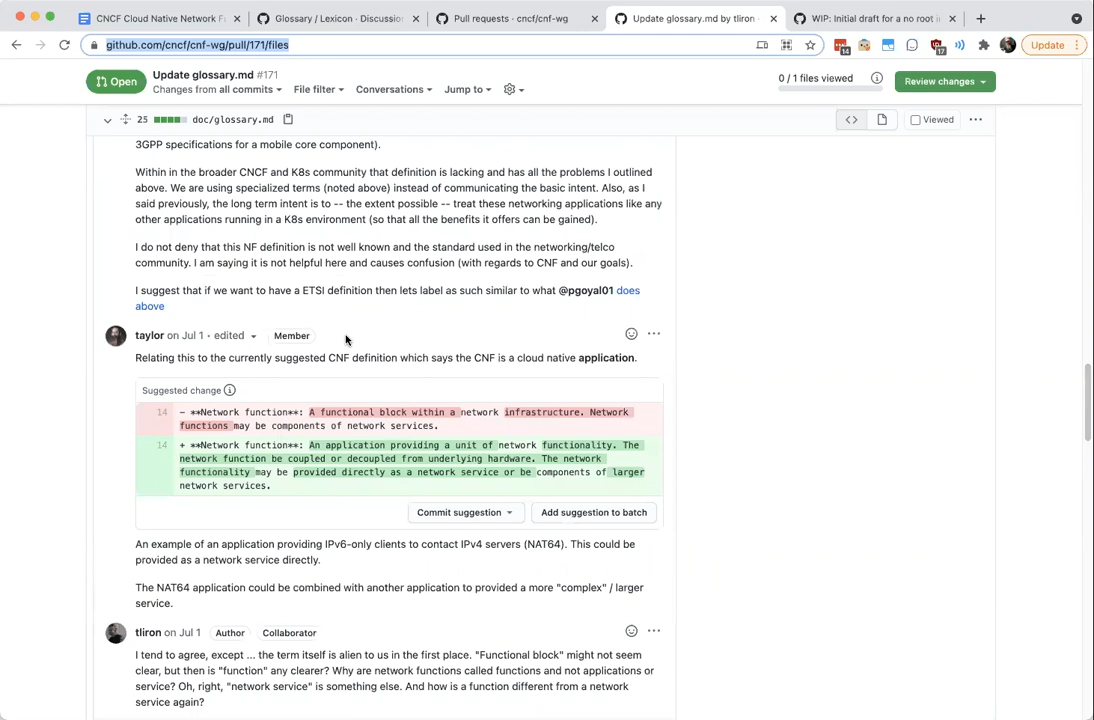 CNCF Cloud Native Network F
Glossary / Lexicon · Discussion
Pull requests · cncf/cnf-wg
Update glossary.md by tliron ·
WIP: Initial draft for a no root i
github.com/cncf/cnf-wg/pull/171/files
14
17
Update
Open
Update glossary.md #171
Changes from all commits
File filter
Conversations
Jump to
0 / 1 files viewed
Review changes
25
doc/glossary.md
Viewed
3GPP specifications for a mobile core component).
Within in the broader CNCF and K8s community that definition is lacking and has all the problems I outlined
above. We are using specialized terms (noted above) instead of communicating the basic intent. Also, as I
said previously, the long term intent is to -- the extent possible -- treat these networking applications like any
other applications running in a K8s environment (so that all the benefits it offers can be gained).
I do not deny that this NF definition is not well known and the standard used in the networking/telco
community. I am saying it is not helpful here and causes confusion (with regards to CNF and our goals).
I suggest that if we want to have a ETSI definition then lets label as such similar to what @pgoyal01 does
above
taylor on Jul 1 · edited
Member
Relating this to the currently suggested CNF definition which says the CNF is a cloud native application.
Suggested change
14 - **Network function**: A functional block within a network infrastructure. Network
functions may be components of network services.
14 + **Network function**: An application providing a unit of network functionality. The
network function be coupled or decoupled from underlying hardware. The network
functionality may be provided directly as a network service or be components of larger
network services.
Commit suggestion
Add suggestion to batch
An example of an application providing IPv6-only clients to contact IPv4 servers (NAT64). This could be
provided as a network service directly.
The NAT64 application could be combined with another application to provided a more "complex" / larger
service.
tliron on Jul 1
Author
Collaborator
I tend to agree, except ... the term itself is alien to us in the first place. "Functional block" might not seem
clear, but then is "function" any clearer? Why are network functions called functions and not applications or
service? Oh, right, "network service" is something else. And how is a function different from a network
service again?